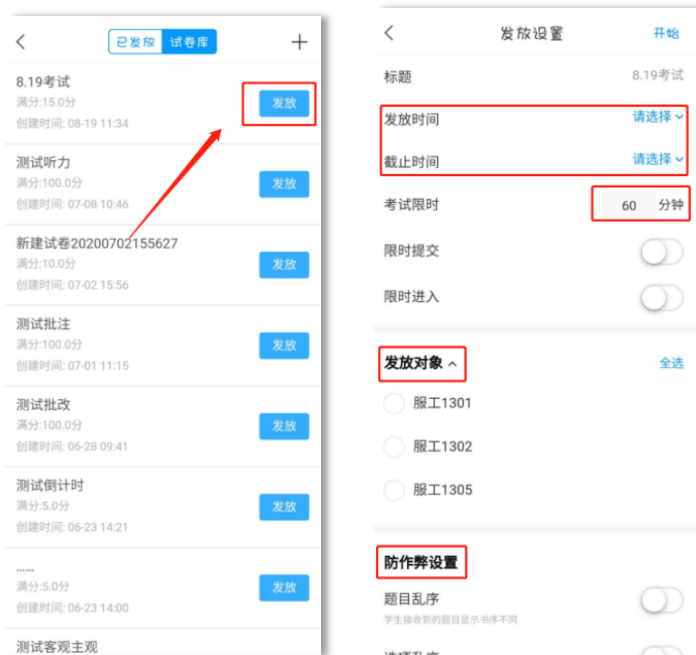 已发放 试卷库
8.19考试
满分:15.0分
发放
创建时间: 08-19 11:34
测试听力
满分:100.0分
发放
创建时间: 07-08 10:46
新建试卷20200702155627
满分:10.0分
发放
创建时间: 07-02 15:56
测试批注
满分:100.0分
发放
创建时间: 07-01 11:15
测试批改
满分:100.0分
发放
创建时间: 06-28 09:41
测试倒计时
满分:5.0分
发放
创建时间: 06-23 14:21
......
满分:5.0分
发放
创建时间: 06-23 14:00
测试客观主观
发放设置 开始
标题 8.19考试
发放时间 请选择
截止时间 请选择
考试限时 60 分钟
限时提交
限时进入
发放对象 全选
服工1301
服工1302
服工1305
防作弊设置
题目乱序
学生接收到的题目显示书序不同
选项乱序